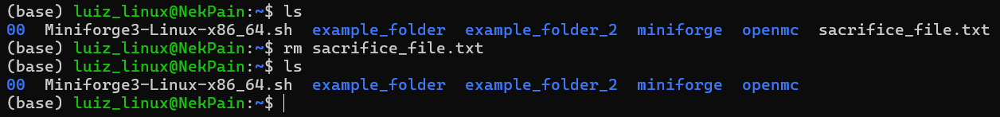 (base) luiz_linux@NekPain:~$ ls
00  Miniforge3-Linux-x86_64.sh  example_folder  example_folder_2  miniforge  openmc  sacrifice_file.txt
(base) luiz_linux@NekPain:~$ rm sacrifice_file.txt
(base) luiz_linux@NekPain:~$ ls
00  Miniforge3-Linux-x86_64.sh  example_folder  example_folder_2  miniforge  openmc
(base) luiz_linux@NekPain:~$